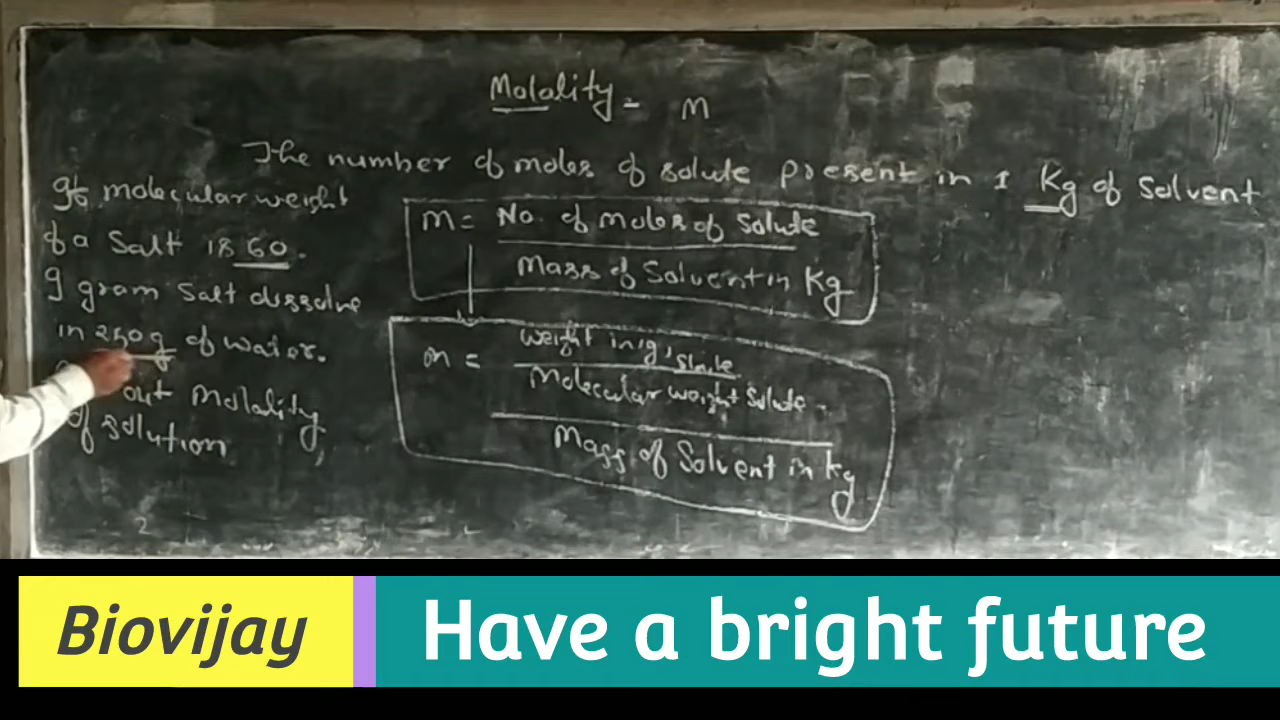 Molality = m
The number of moles of solute present in 1 Kg of Solvent
If molecular weight
of a Salt is 60.
9 gram Salt dissolve
in 250g of water.
out Molality
of solution
m = No. of moles of Solute
Mass of Solvent in Kg
m = Weight in 'g' Solute
Molecular weight Solute
Mass of Solvent in kg
Biovijay
Have a bright future